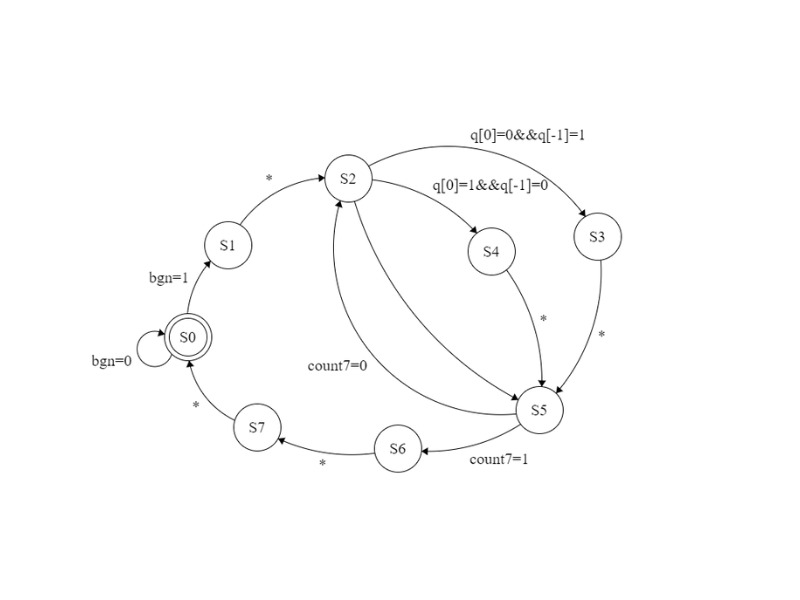 q[0]=0&&q[-1]=1
*
S2
q[0]=1&&q[-1]=0
S1
S4
S3
bgn=1
*
S0
*
bgn=0
count7=0
*
S5
S7
S6
count7=1
*